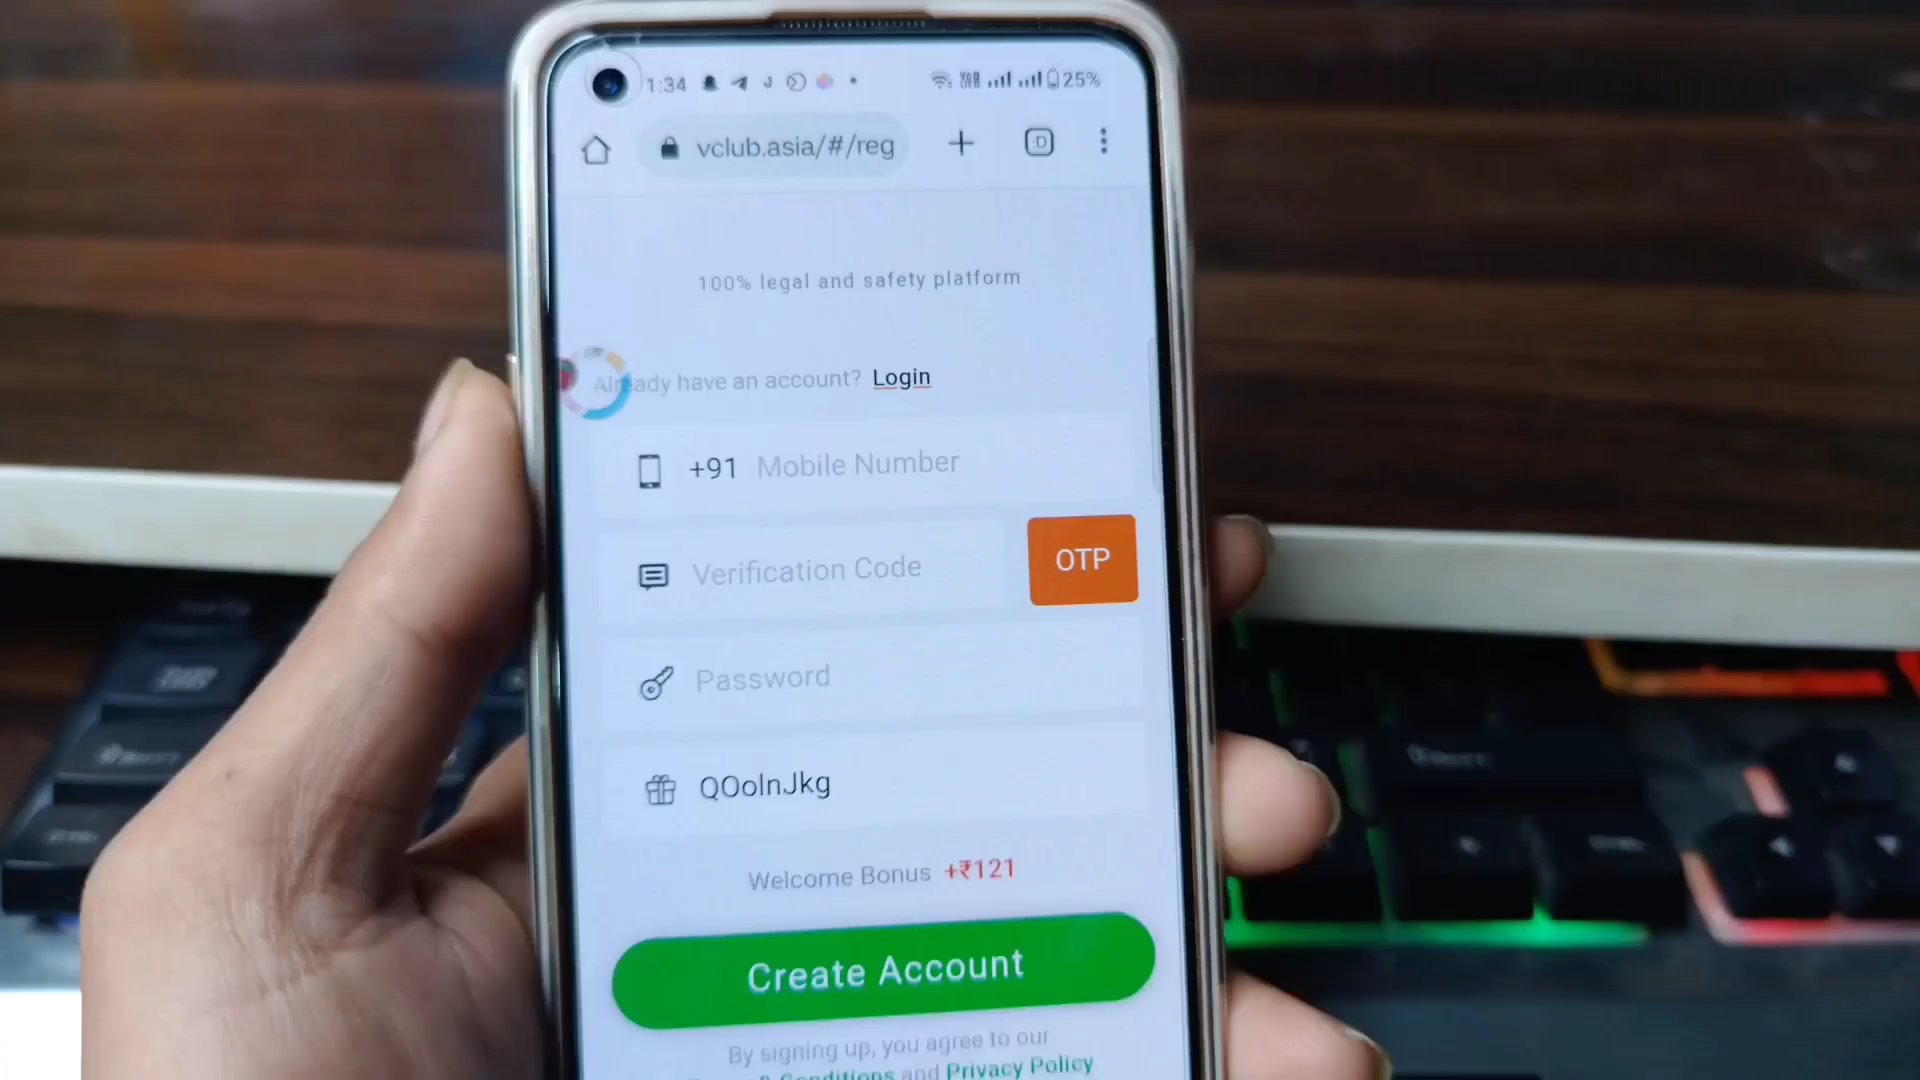 1:34 25%
vclub.asia/#/reg
100% legal and safety platform
Already have an account? Login
+91 Mobile Number
Verification Code OTP
Password
QOolnJkg
Welcome Bonus +₹121
Create Account
By signing up, you agree to our
& Conditions and Privacy Policy